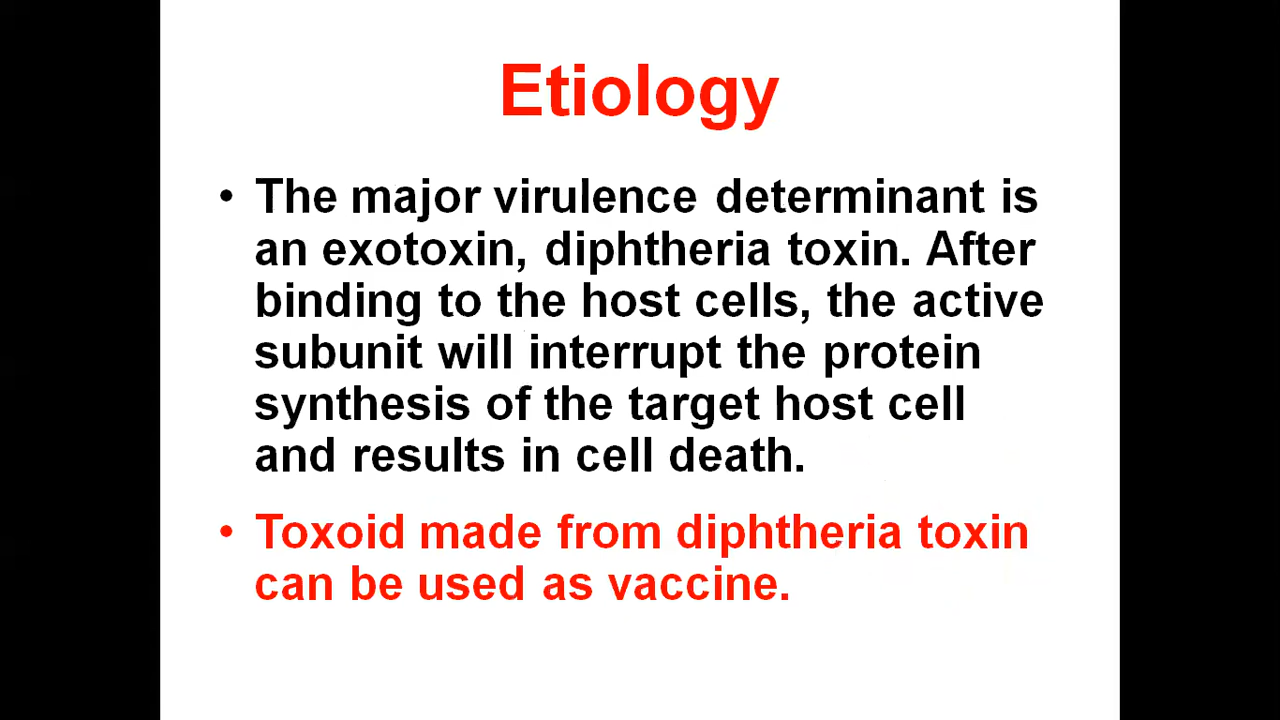 Etiology
• The major virulence determinant is
an exotoxin, diphtheria toxin. After
binding to the host cells, the active
subunit will interrupt the protein
synthesis of the target host cell
and results in cell death.
• Toxoid made from diphtheria toxin
can be used as vaccine.